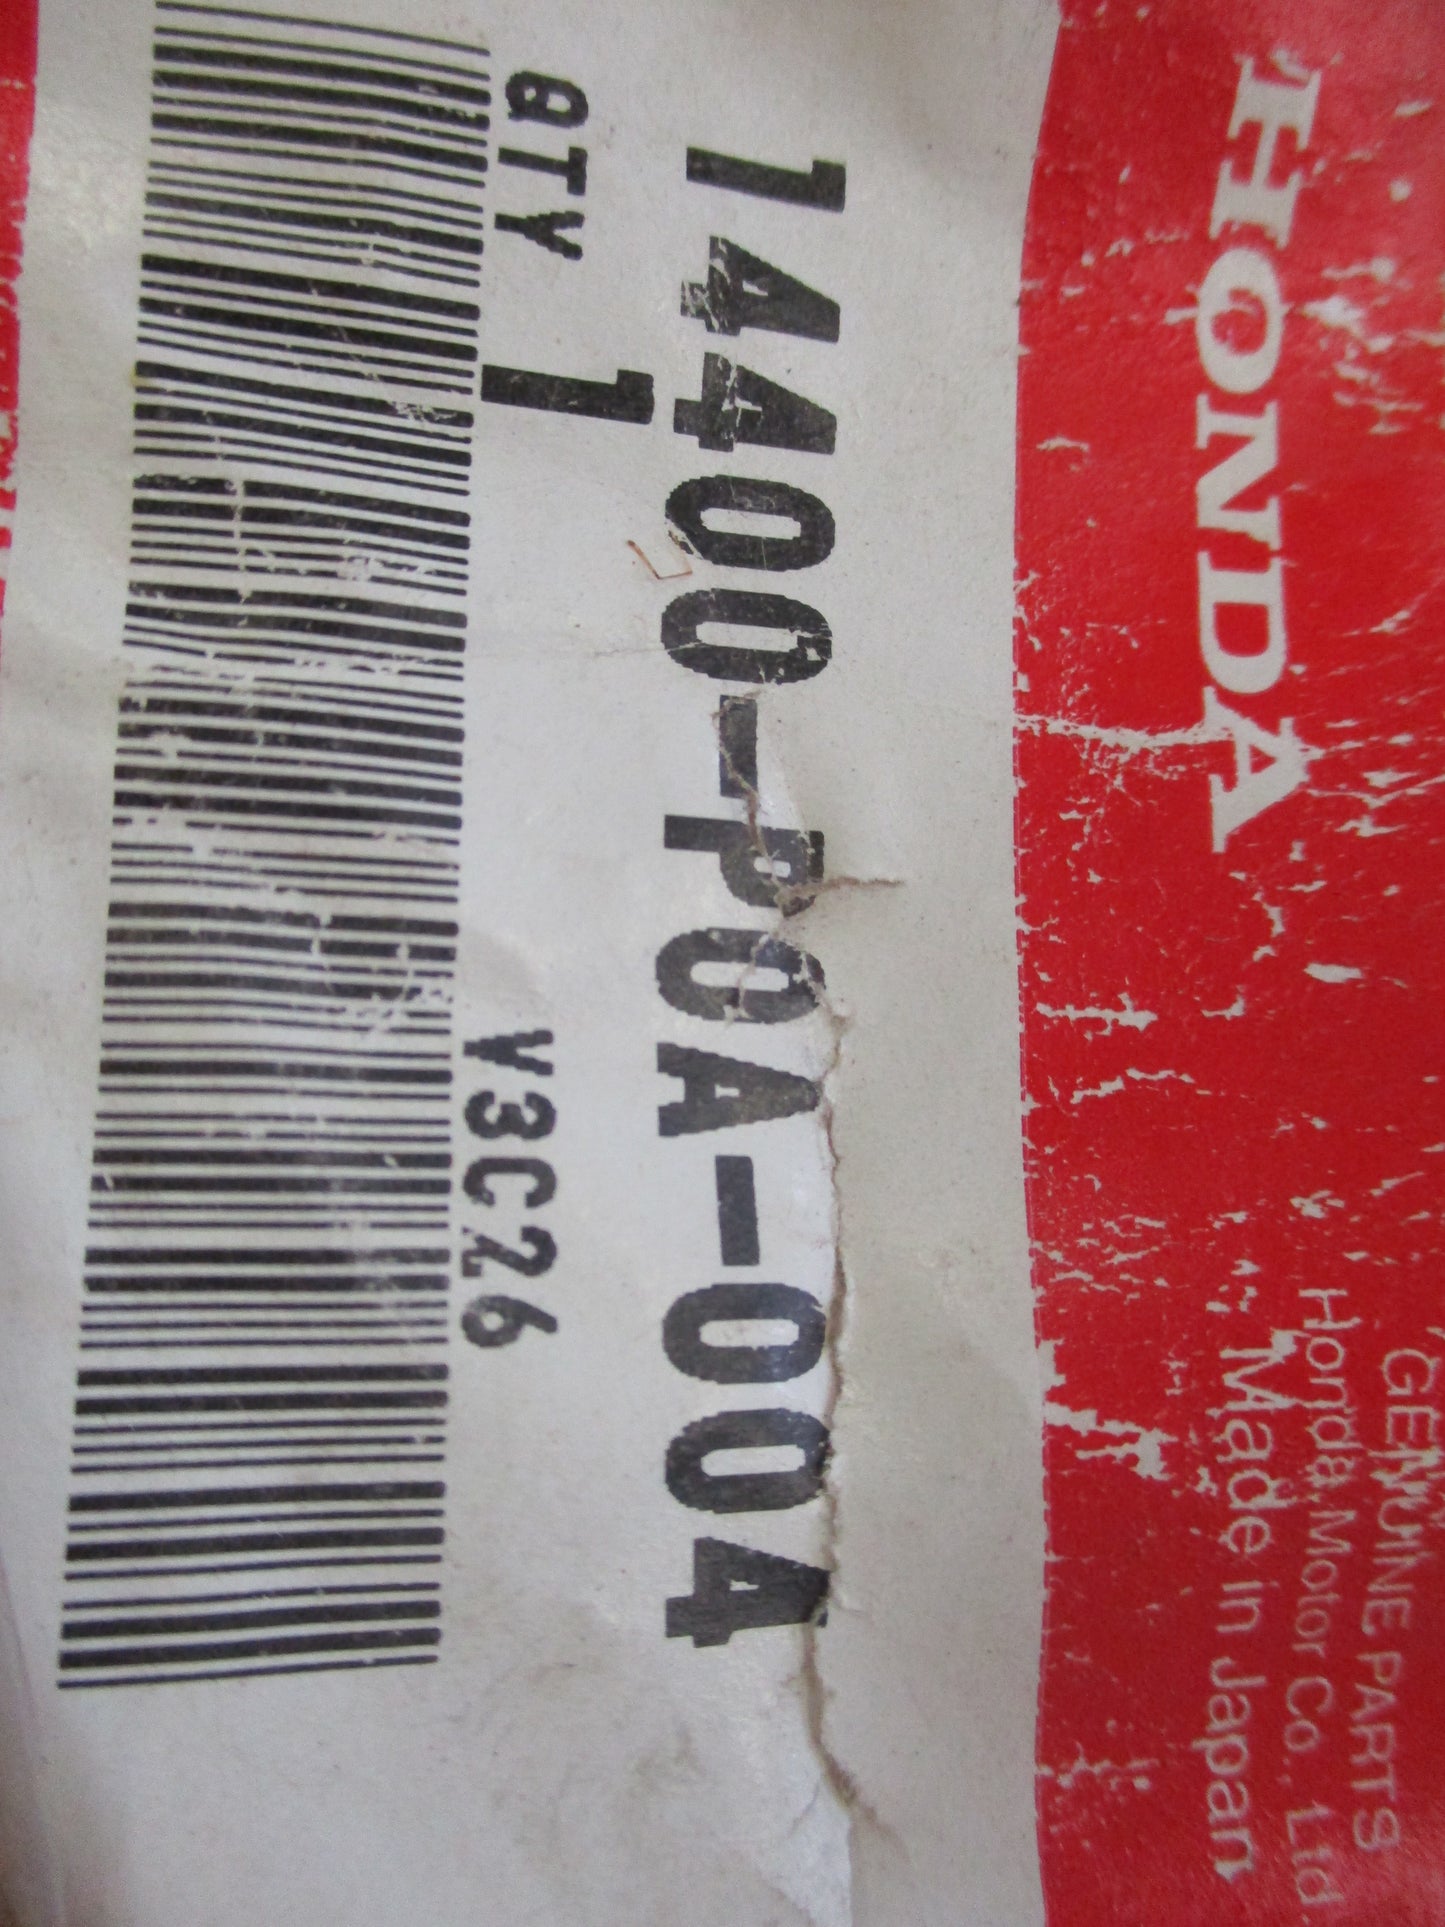 HONDA
GENUINE PARTS
Honda Motor Co., Ltd.
Made in Japan
14400-P0A-004
QTY 1
V3C26